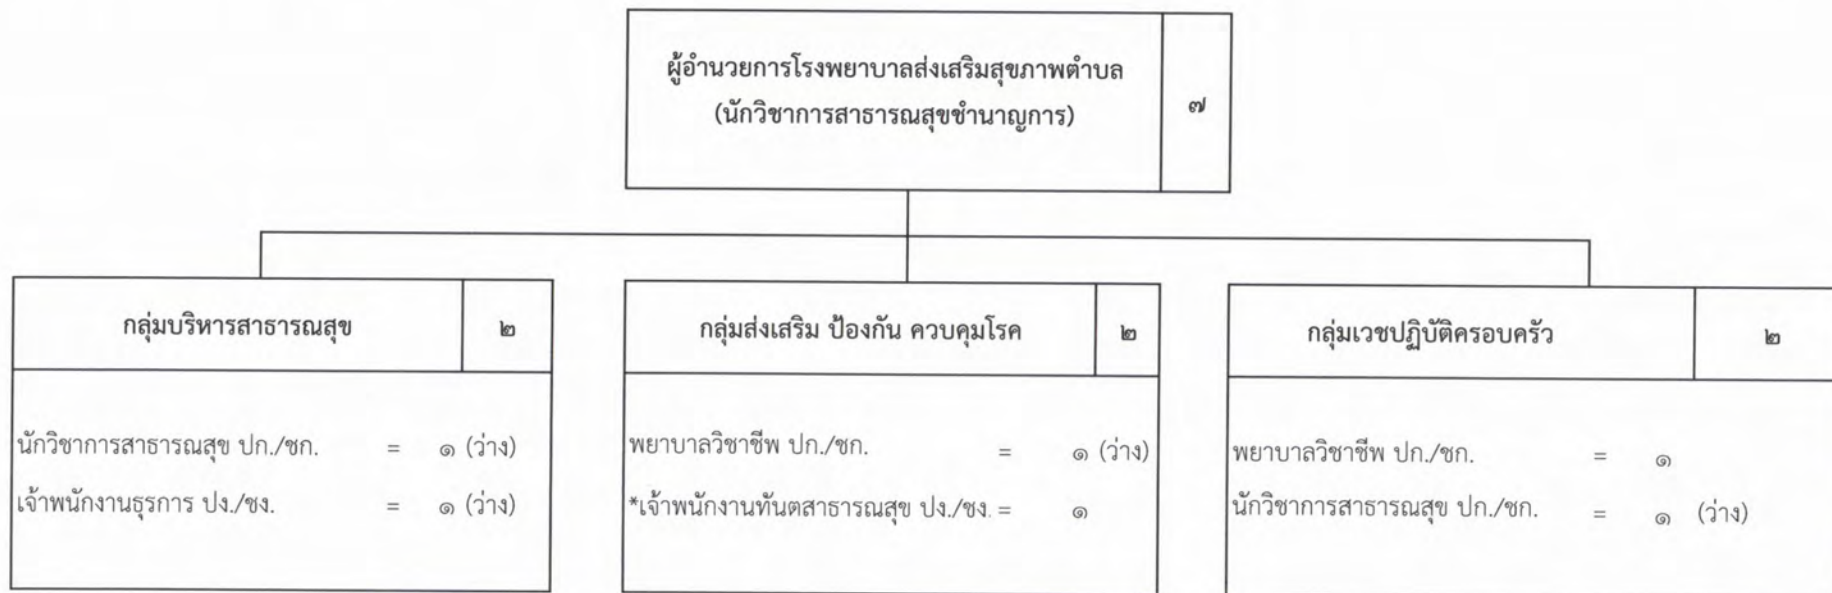 ผู้อำนวยการโรงพยาบาลส่งเสริมสุขภาพตำบล
(นักวิชาการสาธารณสุขชำนาญการ)
๗
กลุ่มบริหารสาธารณสุข ๒
นักวิชาการสาธารณสุข ปก./ชก. = ๑ (ว่าง)
เจ้าพนักงานธุรการ ปง./ชง. = ๑ (ว่าง)
กลุ่มส่งเสริม ป้องกัน ควบคุมโรค ๒
พยาบาลวิชาชีพ ปก./ชก. = ๑ (ว่าง)
*เจ้าพนักงานทันตสาธารณสุข ปง./ชง. = ๑
กลุ่มเวชปฏิบัติครอบครัว ๒
พยาบาลวิชาชีพ ปก./ชก. = ๑
นักวิชาการสาธารณสุข ปก./ชก. = ๑ (ว่าง)